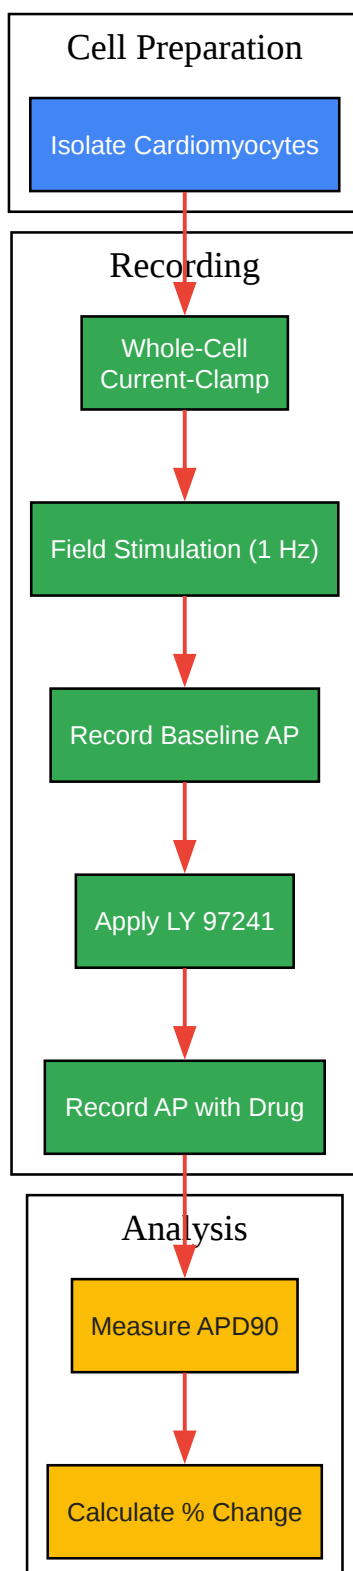 Cell Preparation
Isolate Cardiomyocytes
Recording
Whole-Cell
Current-Clamp
Field Stimulation (1 Hz)
Record Baseline AP
Apply LY 97241
Record AP with Drug
Analysis
Measure APD90
Calculate % Change